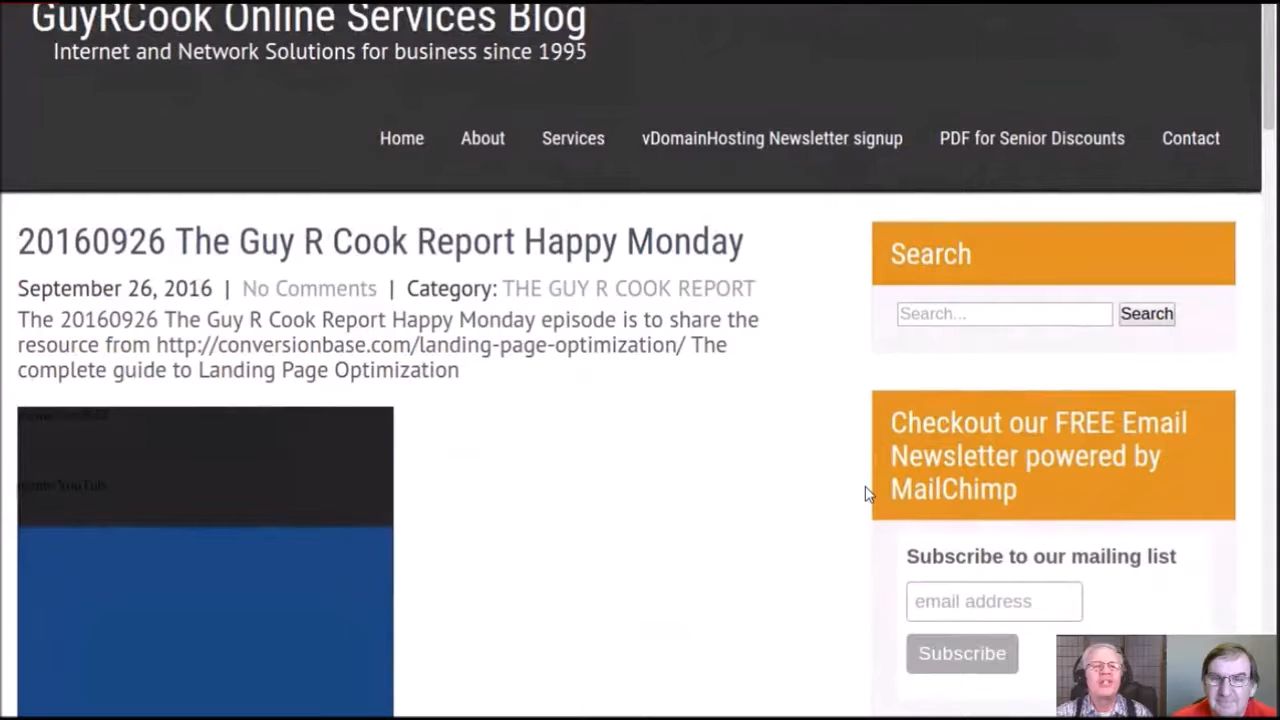 GuyRCook Online Services Blog
Internet and Network Solutions for business since 1995
Home About Services vDomainHosting Newsletter signup PDF for Senior Discounts Contact
20160926 The Guy R Cook Report Happy Monday
September 26, 2016 | No Comments | Category: THE GUY R COOK REPORT
The 20160926 The Guy R Cook Report Happy Monday episode is to share the
resource from http://conversionbase.com/landing-page-optimization/ The
complete guide to Landing Page Optimization
Search
Search...
Search
Checkout our FREE Email
Newsletter powered by
MailChimp
Subscribe to our mailing list
email address
Subscribe